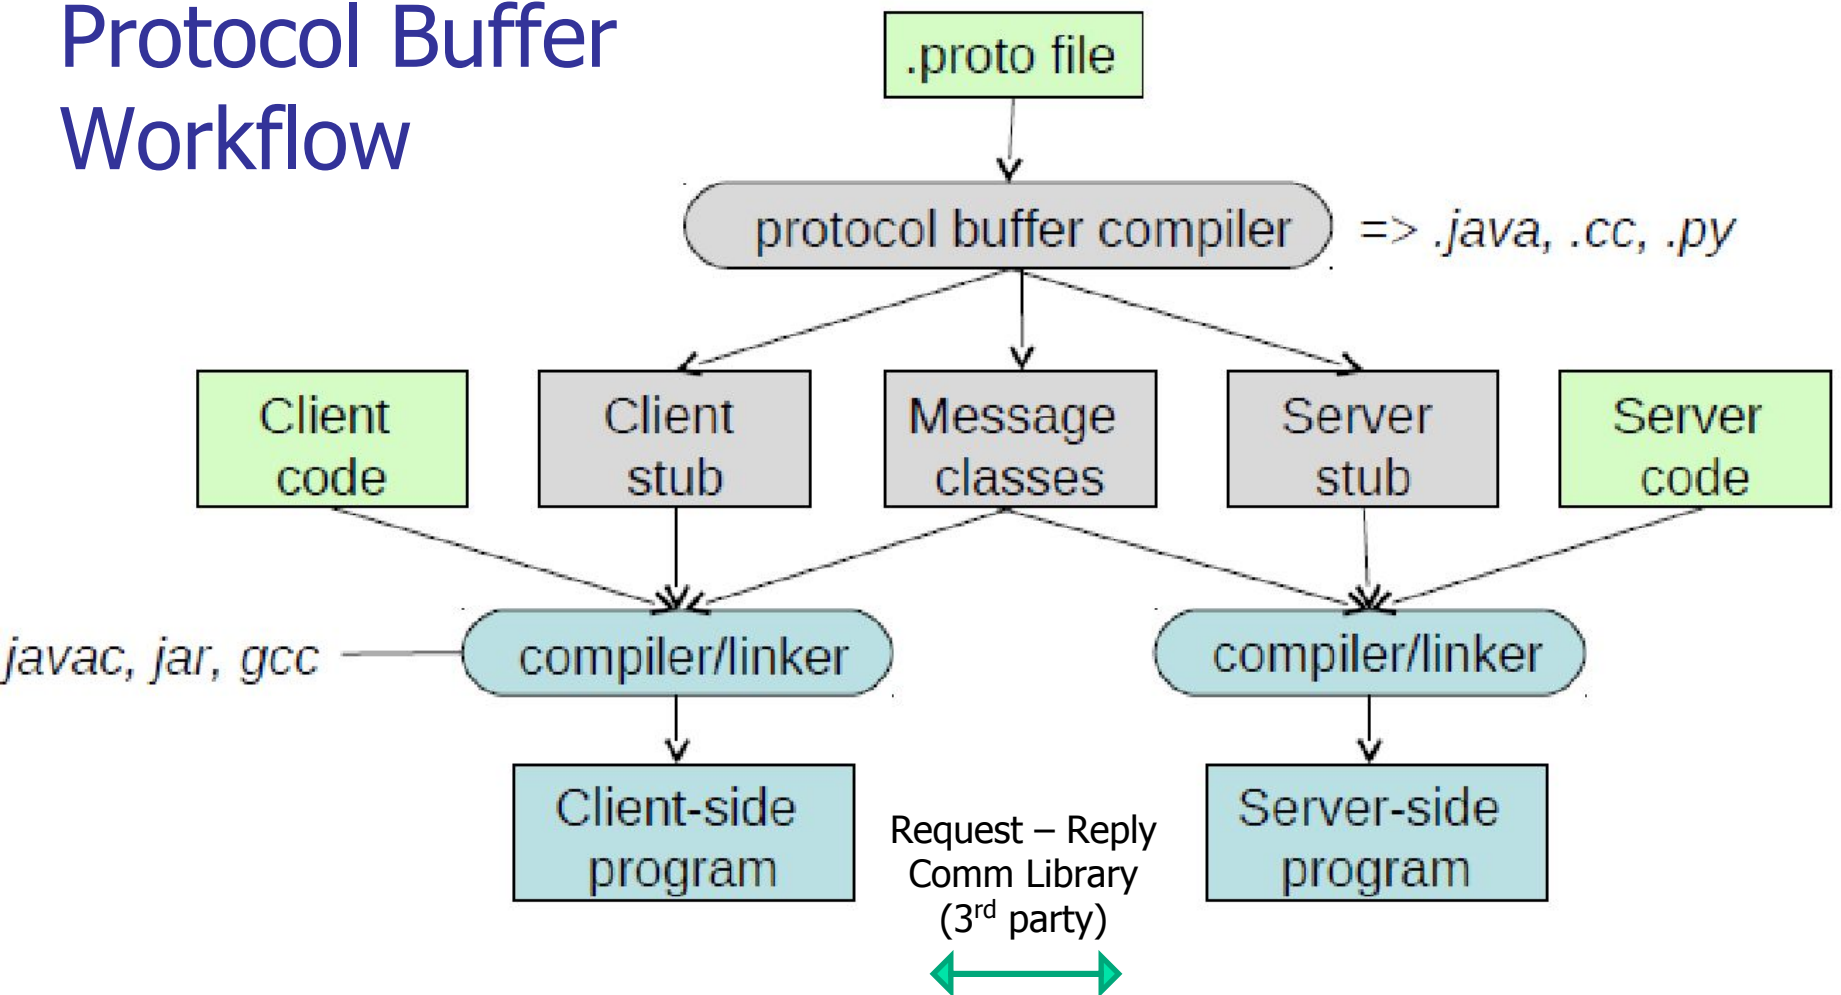 Protocol Buffer
Workflow
.proto file
protocol buffer compiler
=> .java, .cc, .py
Client
code
Client
stub
Message
classes
Server
stub
Server
code
javac, jar, gcc
compiler/linker
compiler/linker
Client-side
program
Request – Reply
Comm Library
(3rd party)
Server-side
program